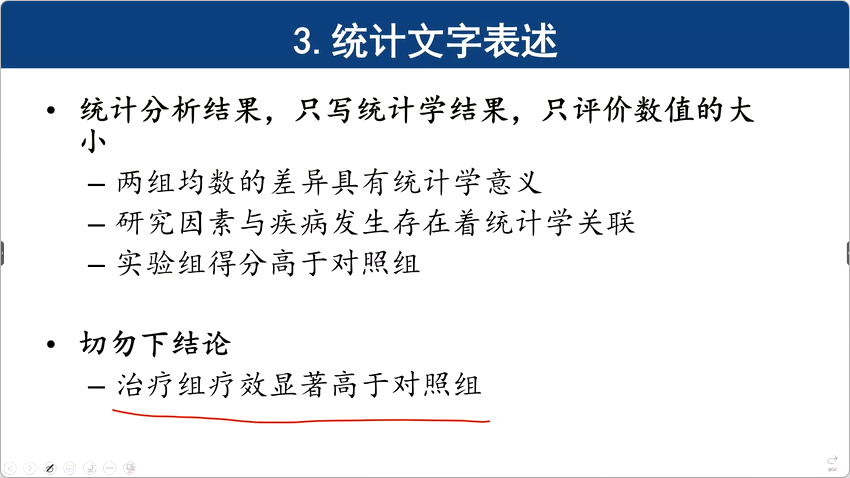 3.统计文字表述
• 统计分析结果，只写统计学结果，只评价数值的大
小
– 两组均数的差异具有统计学意义
– 研究因素与疾病发生存在着统计学关联
– 实验组得分高于对照组
• 切勿下结论
– 治疗组疗效显著高于对照组